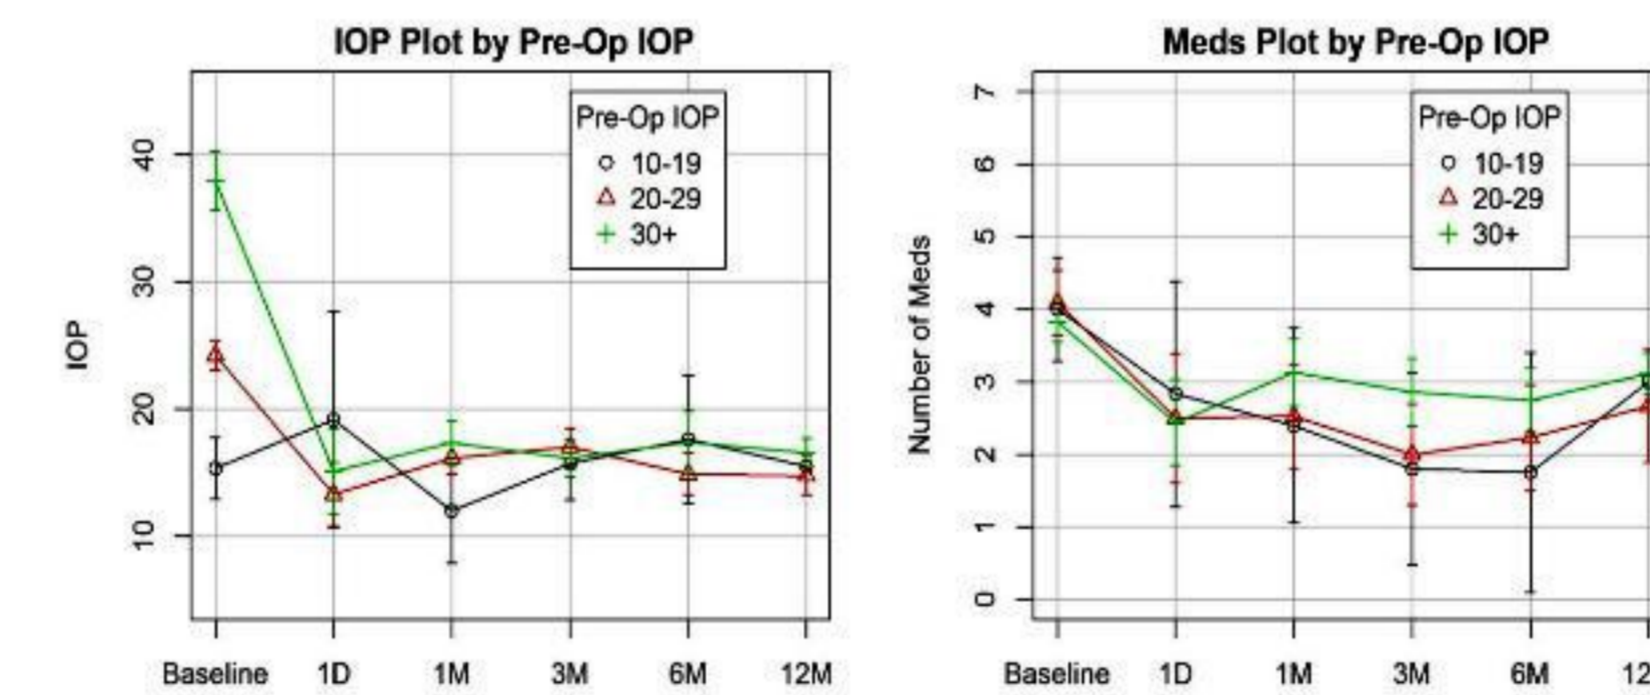 IOP Plot by Pre-Op IOP
IOP
40
30
20
10
Pre-Op IOP
10-19
20-29
30+
Baseline 1D 1M 3M 6M 12M
Meds Plot by Pre-Op IOP
Number of Meds
7
6
5
4
3
2
1
0
Pre-Op IOP
10-19
20-29
30+
Baseline 1D 1M 3M 6M 12